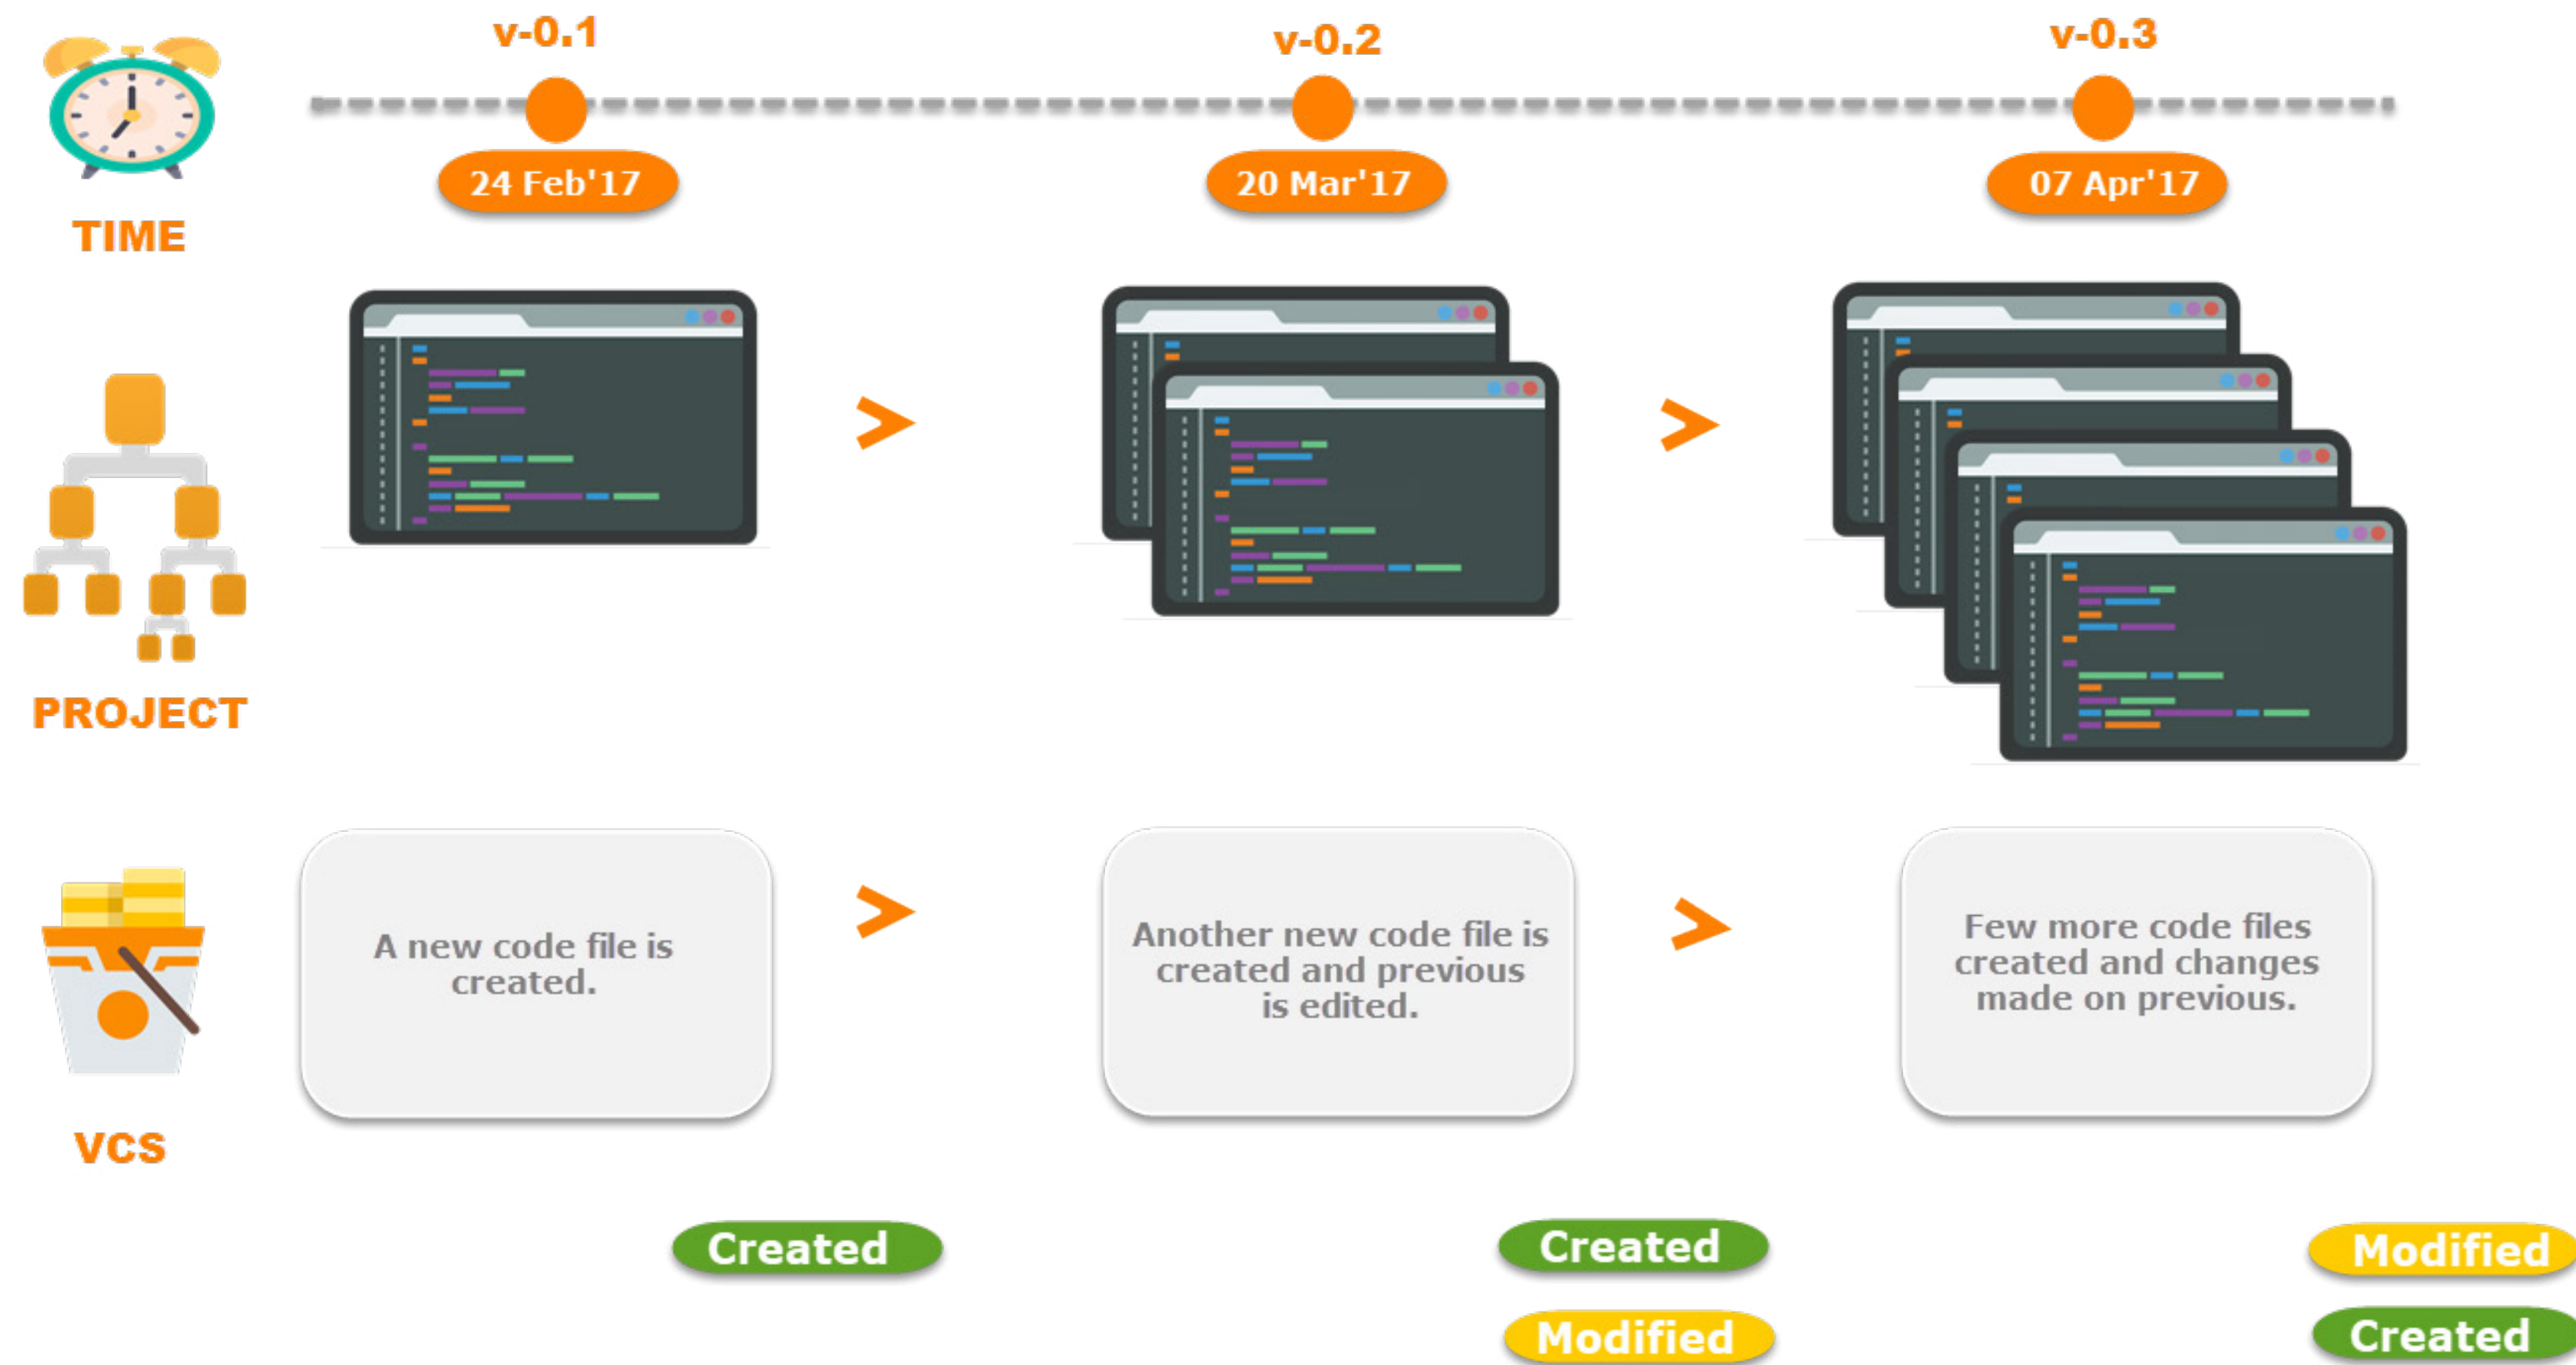 v-0.1
v-0.2
v-0.3
24 Feb'17
20 Mar'17
07 Apr'17
TIME
PROJECT
A new code file is
created.
Another new code file is
created and previous
is edited.
Few more code files
created and changes
made on previous.
VCS
Created
Created
Modified
Modified
Created